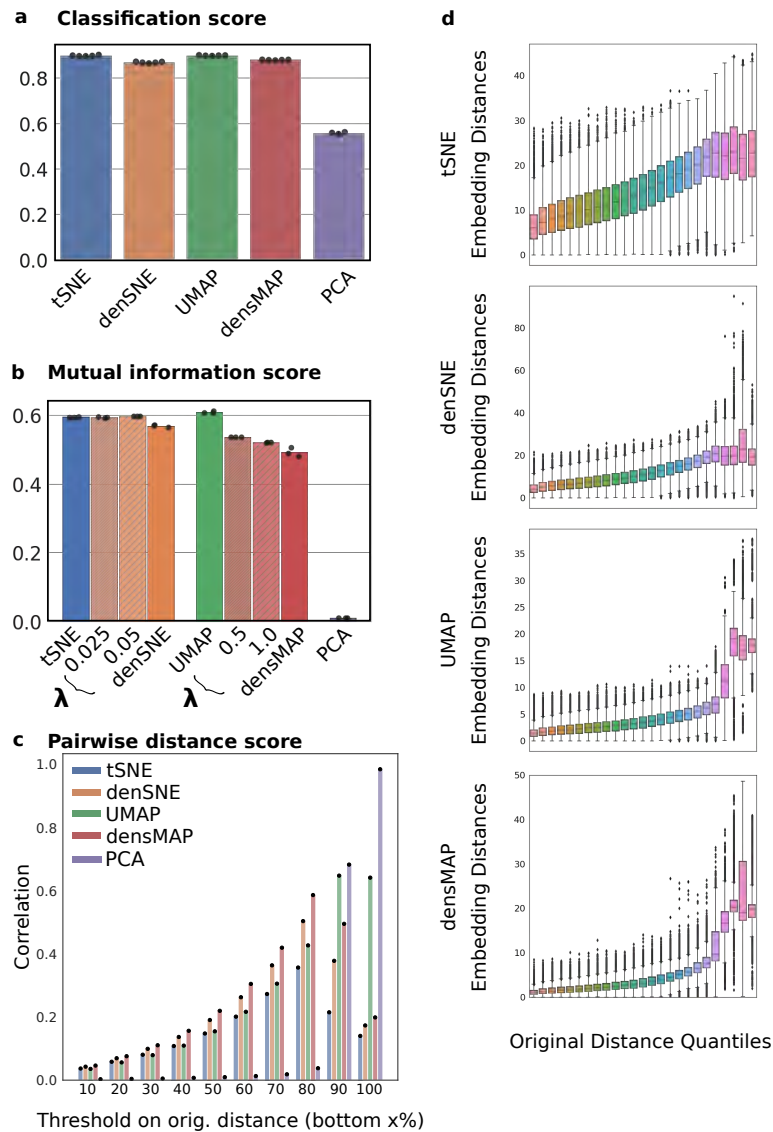 a Classification score
0.8
0.6
0.4
0.2
0.0
tSNE
denSNE
UMAP
densMAP
PCA
b Mutual information score
0.6
0.4
0.2
0.0
tSNE
0.025
0.05
denSNE
UMAP
0.5
1.0
densMAP
PCA
λ
λ
c Pairwise distance score
1.0
0.8
0.6
0.4
0.2
0.0
Correlation
tSNE
denSNE
UMAP
densMAP
PCA
10 20 30 40 50 60 70 80 90 100
Threshold on orig. distance (bottom x%)
d
tSNE
Embedding Distances
40
30
20
10
0
denSNE
Embedding Distances
80
60
40
20
0
UMAP
Embedding Distances
35
30
25
20
15
10
5
0
densMAP
Embedding Distances
50
40
30
20
10
0
Original Distance Quantiles